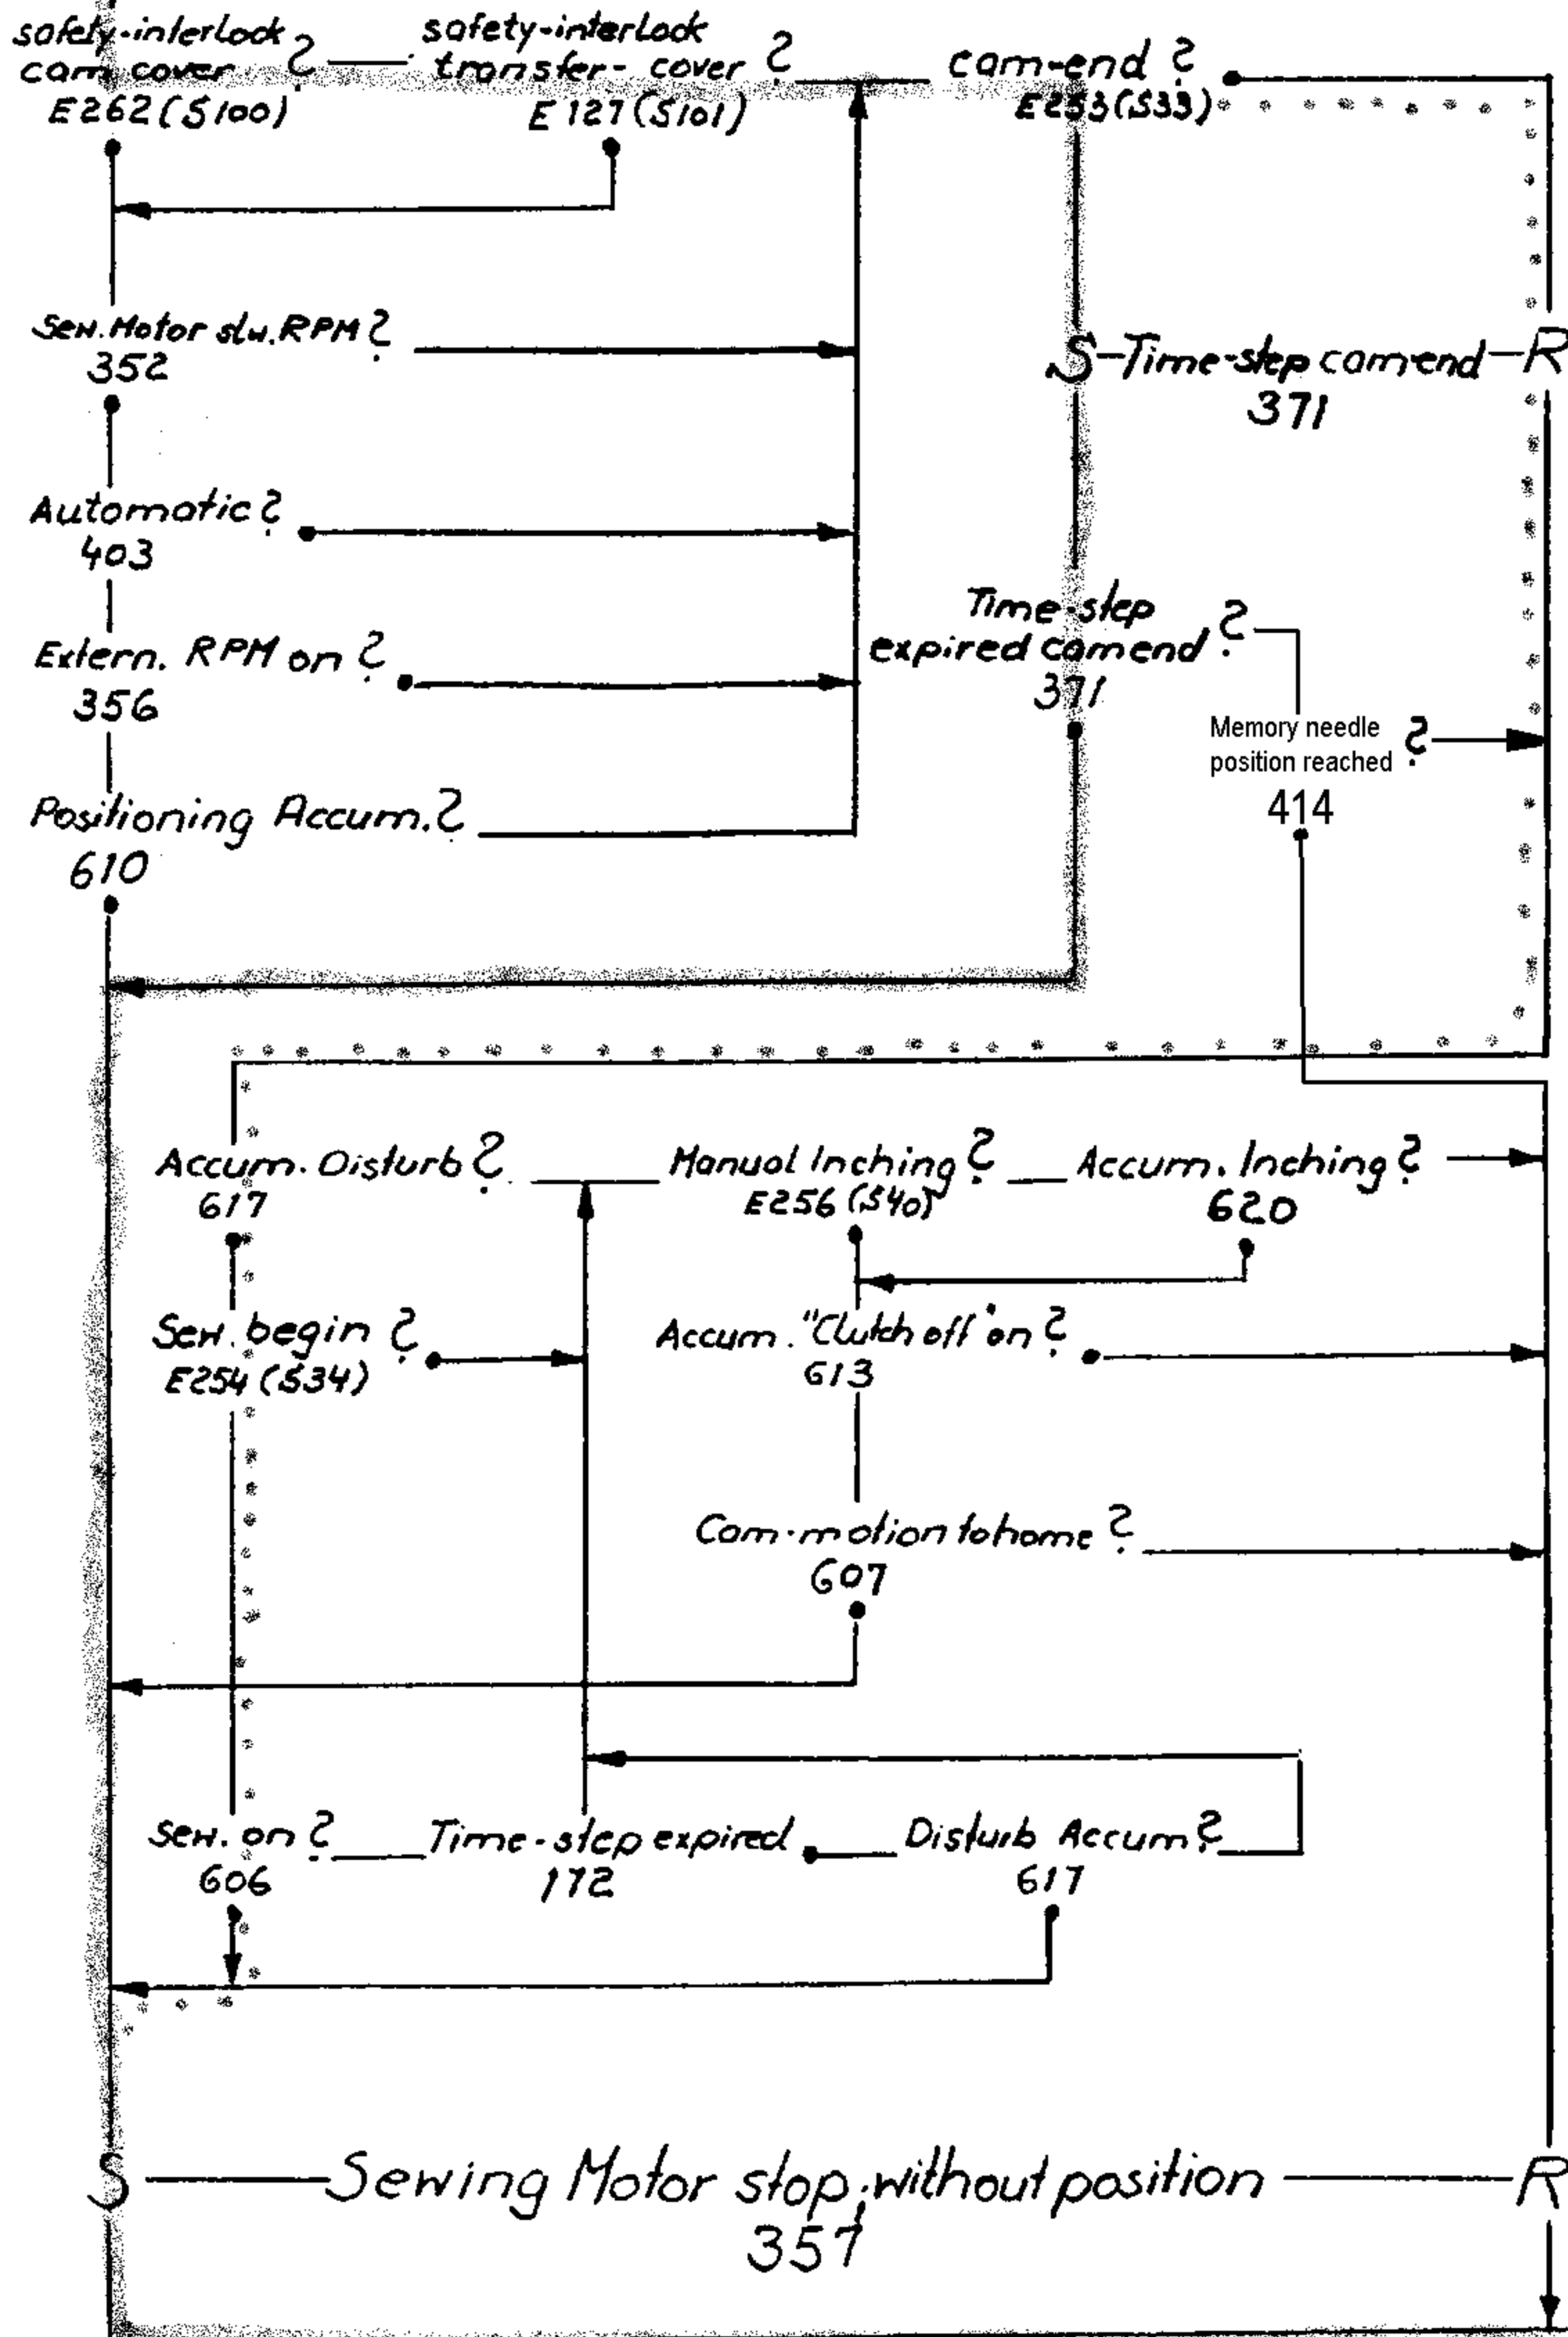 safety-interlock
cam cover ?
E262(S100)
safety-interlock
transfer- cover ?
E127(S101)
cam-end ?
E253(S33)
Sew.Motor slw.RPM ?
352
S-Time-step camend-R
371
Automatic ?
403
Extern. RPM on ?
356
Time-step
expired camend ?
371
Memory needle
position reached ?
414
Positioning Accum. ?
610
Accum. Disturb ?
617
Manual Inching ?
E256 (S40)
Accum. Inching ?
620
Sew. begin ?
E254 (S34)
Accum. "Clutch off" on ?
613
Cam-motion to home ?
607
Sew. on ?
606
Time-step expired
172
Disturb Accum ?
617
S — Sewing Motor stop; without position — R
357